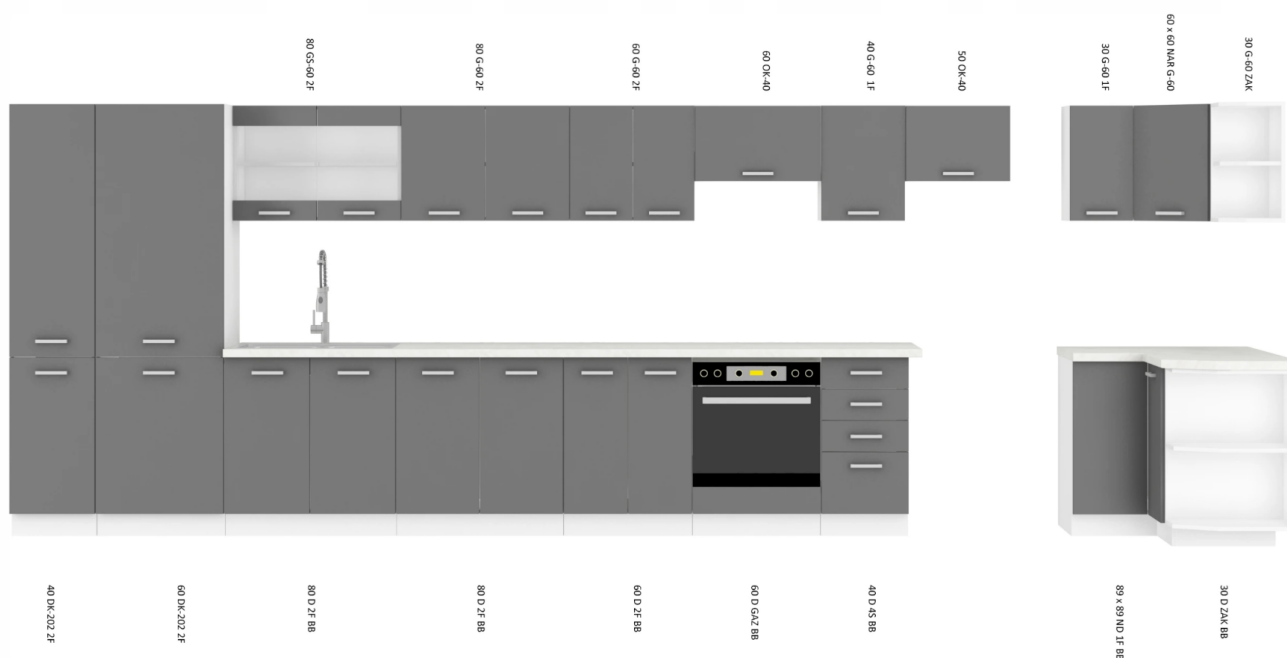 80 GS-60 2F
80 G-60 2F
60 G-60 2F
60 OK-40
40 G-60 1F
50 OK-40
30 G-60 1F
60 x 60 NAR G-60
30 G-60 ZAK
40 DK-202 2F
60 DK-202 2F
80 D 2F BB
80 D 2F BB
60 D 2F BB
60 D GAZ BB
40 D 4S BB
89 x 89 ND 1F BB
30 D ZAK BB